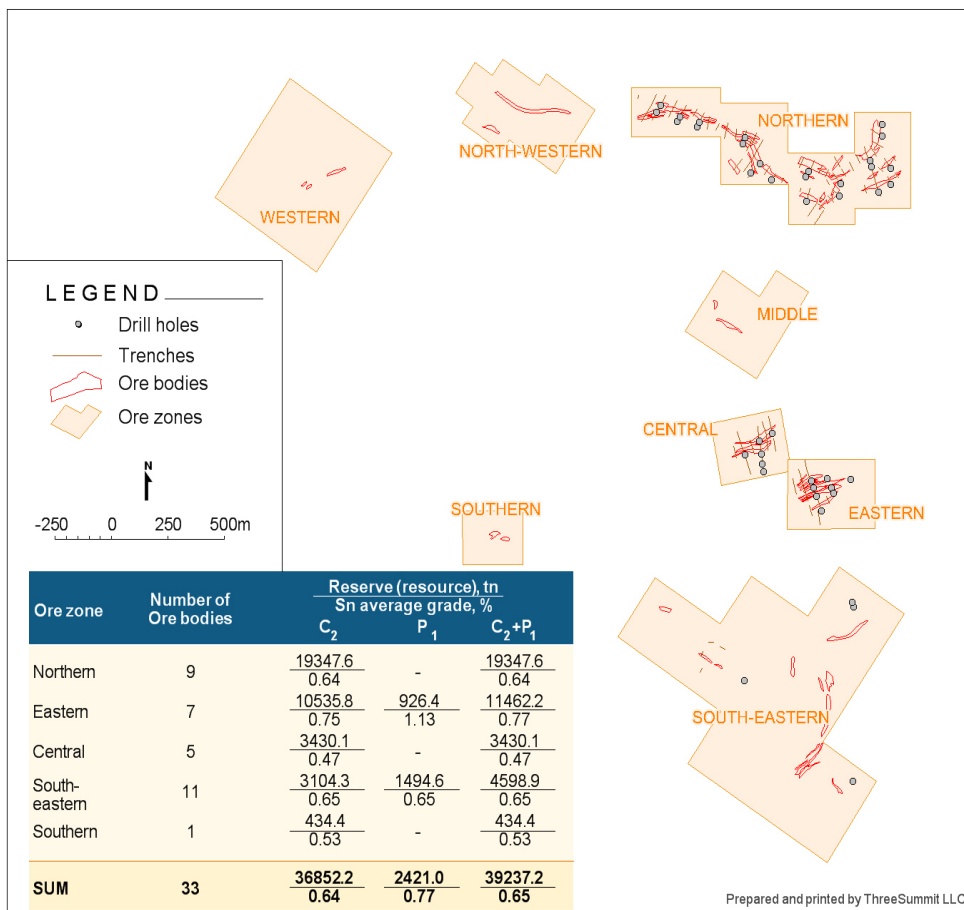 NORTHERN
NORTH-WESTERN
WESTERN
MIDDLE
CENTRAL
EASTERN
SOUTHERN
SOUTH-EASTERN
LEGEND
Drill holes
Trenches
Ore bodies
Ore zones
N
-250 0 250 500m
Ore zone Number of Ore bodies Reserve (resource), tn
Sn average grade, %
C2 P1 C2+P1
Northern 9 19347.6 - 19347.6
0.64 0.64
Eastern 7 10535.8 926.4 11462.2
0.75 1.13 0.77
Central 5 3430.1 - 3430.1
0.47 0.47
South-eastern 11 3104.3 1494.6 4598.9
0.65 0.65 0.65
Southern 1 434.4 - 434.4
0.53 0.53
SUM 33 36852.2 2421.0 39237.2
0.64 0.77 0.65
Prepared and printed by ThreeSummit LLC